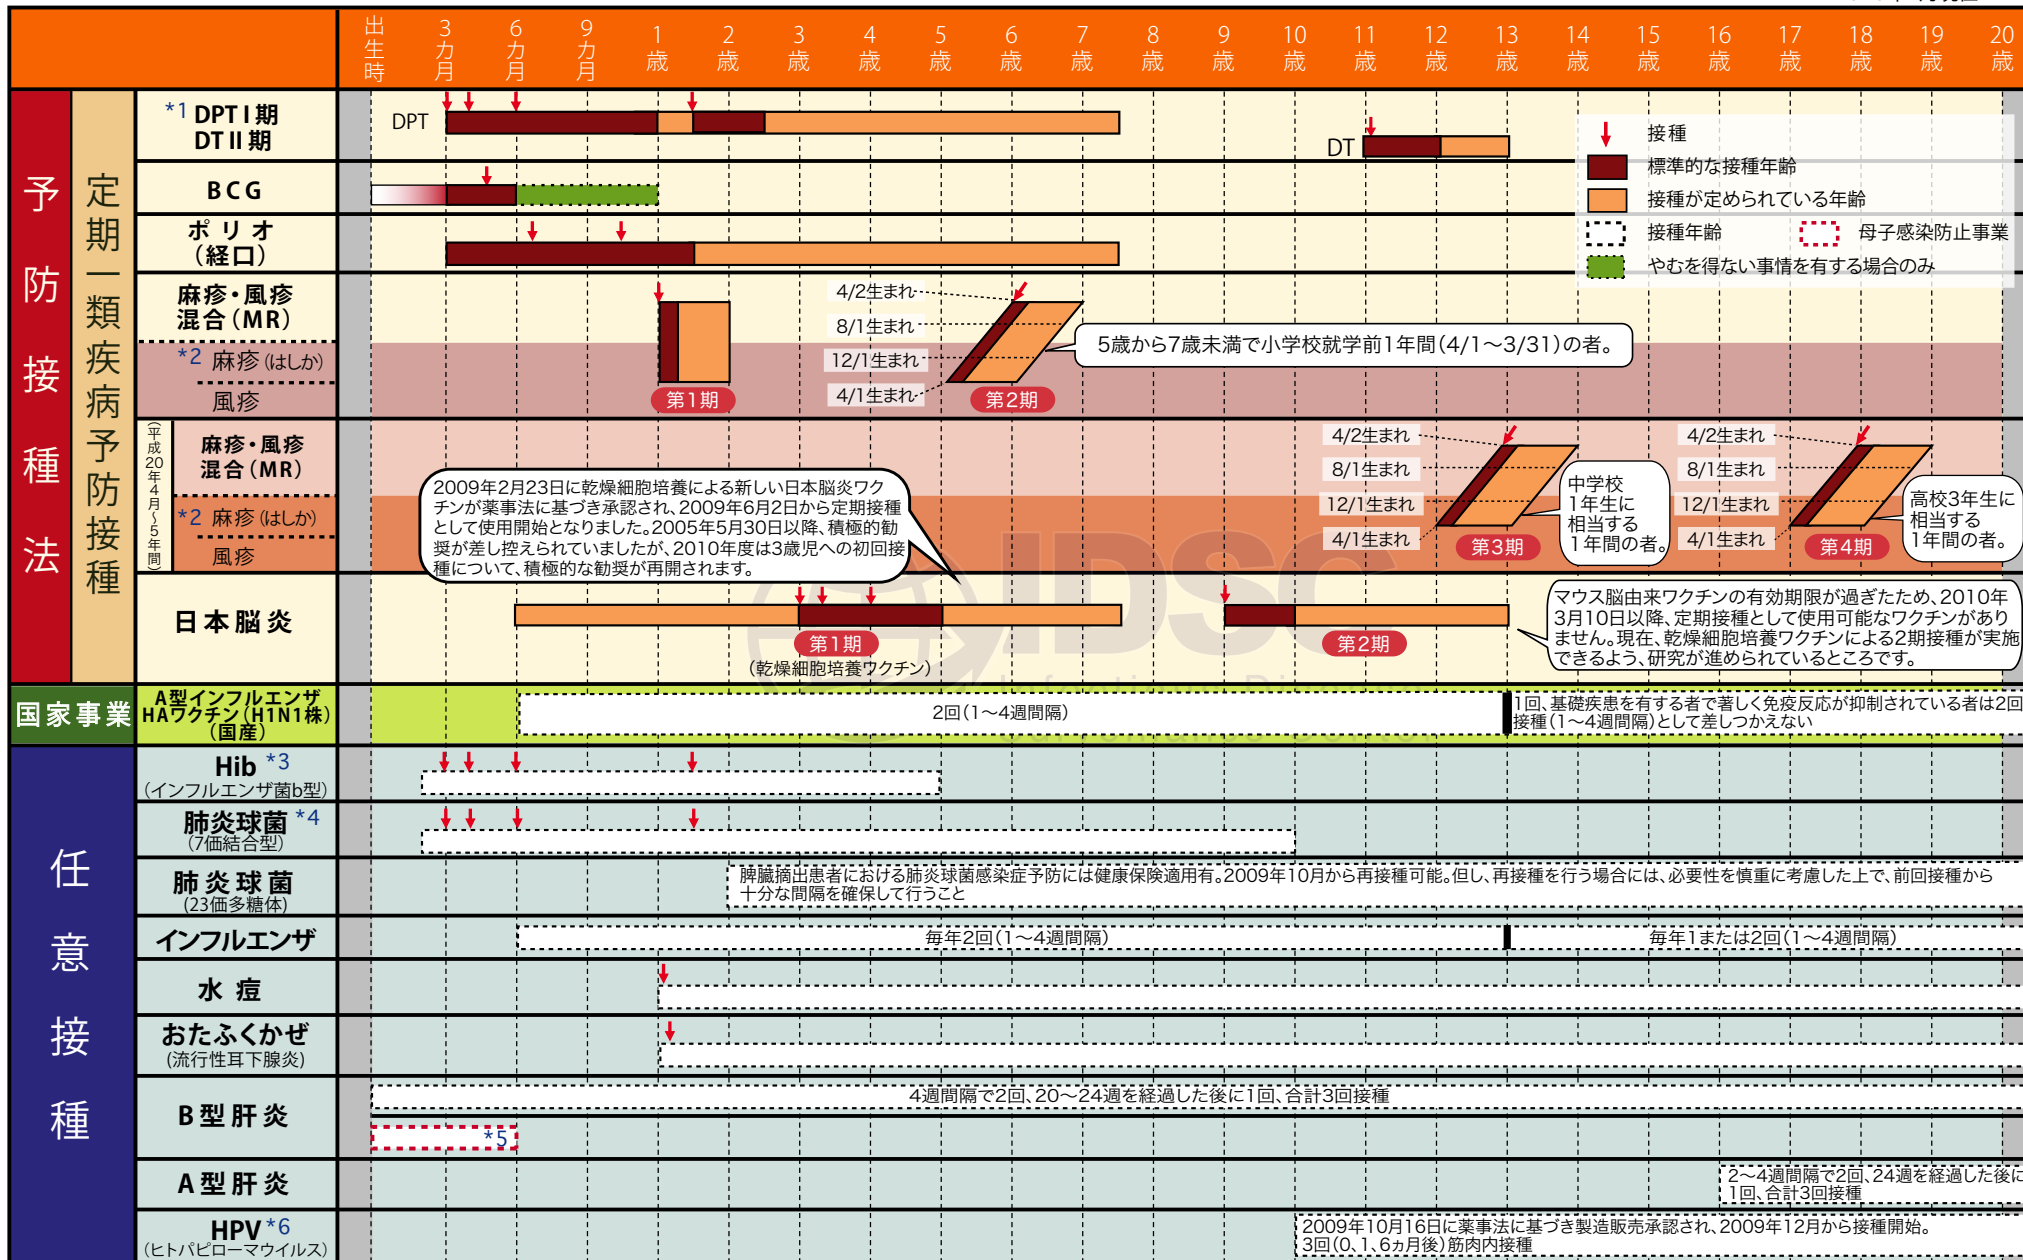 出生時
3カ月
6カ月
9カ月
1歳
2歳
3歳
4歳
5歳
6歳
7歳
8歳
9歳
10歳
11歳
12歳
13歳
14歳
15歳
16歳
17歳
18歳
19歳
20歳
予防接種法
定期一類疾病予防接種
*1 DPT I 期
DT II 期
DPT
DT
接種
標準的な接種年齢
接種が定められている年齢
接種年齢
母子感染防止事業
やむを得ない事情を有する場合のみ
BCG
ポリオ
(経口)
麻疹・風疹
混合(MR)
*2 麻疹(はしか)
風疹
4/2生まれ
8/1生まれ
12/1生まれ
4/1生まれ
第1期
第2期
5歳から7歳未満で小学校就学前1年間(4/1〜3/31)の者。
(平成20年4月〜5年間)
麻疹・風疹
混合(MR)
*2 麻疹(はしか)
風疹
4/2生まれ
8/1生まれ
12/1生まれ
4/1生まれ
第3期
中学校
1年生に
相当する
1年間の者。
4/2生まれ
8/1生まれ
12/1生まれ
4/1生まれ
第4期
高校3年生に
相当する
1年間の者。
2009年2月23日に乾燥細胞培養による新しい日本脳炎ワク
チンが薬事法に基づき承認され、2009年6月2日から定期接種
として使用開始となりました。2005年5月30日以降、積極的勧
奨が差し控えられていましたが、2010年度は3歳児への初回接
種について、積極的な勧奨が再開されます。
IDSC
日本脳炎
第1期
(乾燥細胞培養ワクチン)
第2期
マウス脳由来ワクチンの有効期限が過ぎたため、2010年
3月10日以降、定期接種として使用可能なワクチンがあり
ません。現在、乾燥細胞培養ワクチンによる2期接種が実施
できるよう、研究が進められているところです。
国家事業
A型インフルエンザ
HAワクチン(H1N1株)
(国産)
2回(1〜4週間隔)
1回、基礎疾患を有する者で著しく免疫反応が抑制されている者は2回
接種(1〜4週間隔)として差しつかえない
任意接種
Hib *3
(インフルエンザ菌b型)
肺炎球菌 *4
(7価結合型)
肺炎球菌
(23価多糖体)
脾臓摘出患者における肺炎球菌感染症予防には健康保険適用有。2009年10月から再接種可能。但し、再接種を行う場合には、必要性を慎重に考慮した上で、前回接種から
十分な間隔を確保して行うこと
インフルエンザ
毎年2回(1〜4週間隔)
毎年1または2回(1〜4週間隔)
水痘
おたふくかぜ
(流行性耳下腺炎)
B型肝炎
4週間隔で2回、20〜24週を経過した後に1回、合計3回接種
*5
A型肝炎
2〜4週間隔で2回、24週を経過した後に
1回、合計3回接種
HPV *6
(ヒトパピローマウイルス)
2009年10月16日に薬事法に基づき製造販売承認され、2009年12月から接種開始。
3回(0、1、6ヵ月後)筋肉内接種